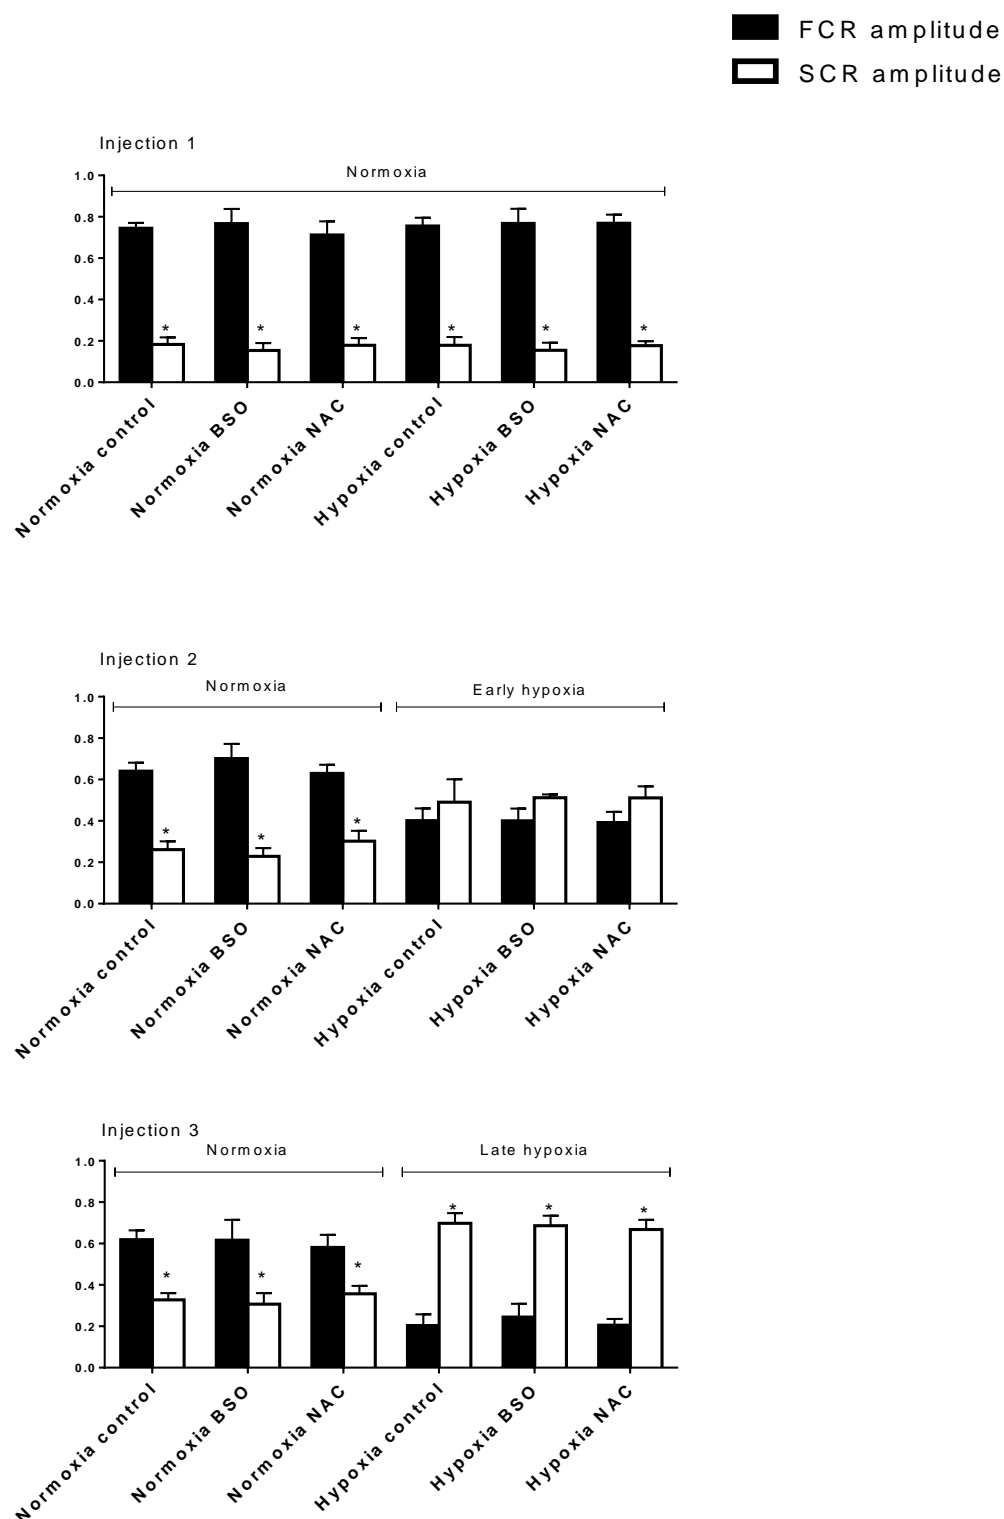 FCR amplitude
SCR amplitude
Injection 1
Normoxia
1.0
0.8
0.6
0.4
0.2
0.0
* * * * * *
Normoxia control
Normoxia BSO
Normoxia NAC
Hypoxia control
Hypoxia BSO
Hypoxia NAC
Injection 2
Normoxia
Early hypoxia
1.0
0.8
0.6
0.4
0.2
0.0
* * *
Normoxia control
Normoxia BSO
Normoxia NAC
Hypoxia control
Hypoxia BSO
Hypoxia NAC
Injection 3
Normoxia
Late hypoxia
1.0
0.8
0.6
0.4
0.2
0.0
* * * * * *
Normoxia control
Normoxia BSO
Normoxia NAC
Hypoxia control
Hypoxia BSO
Hypoxia NAC